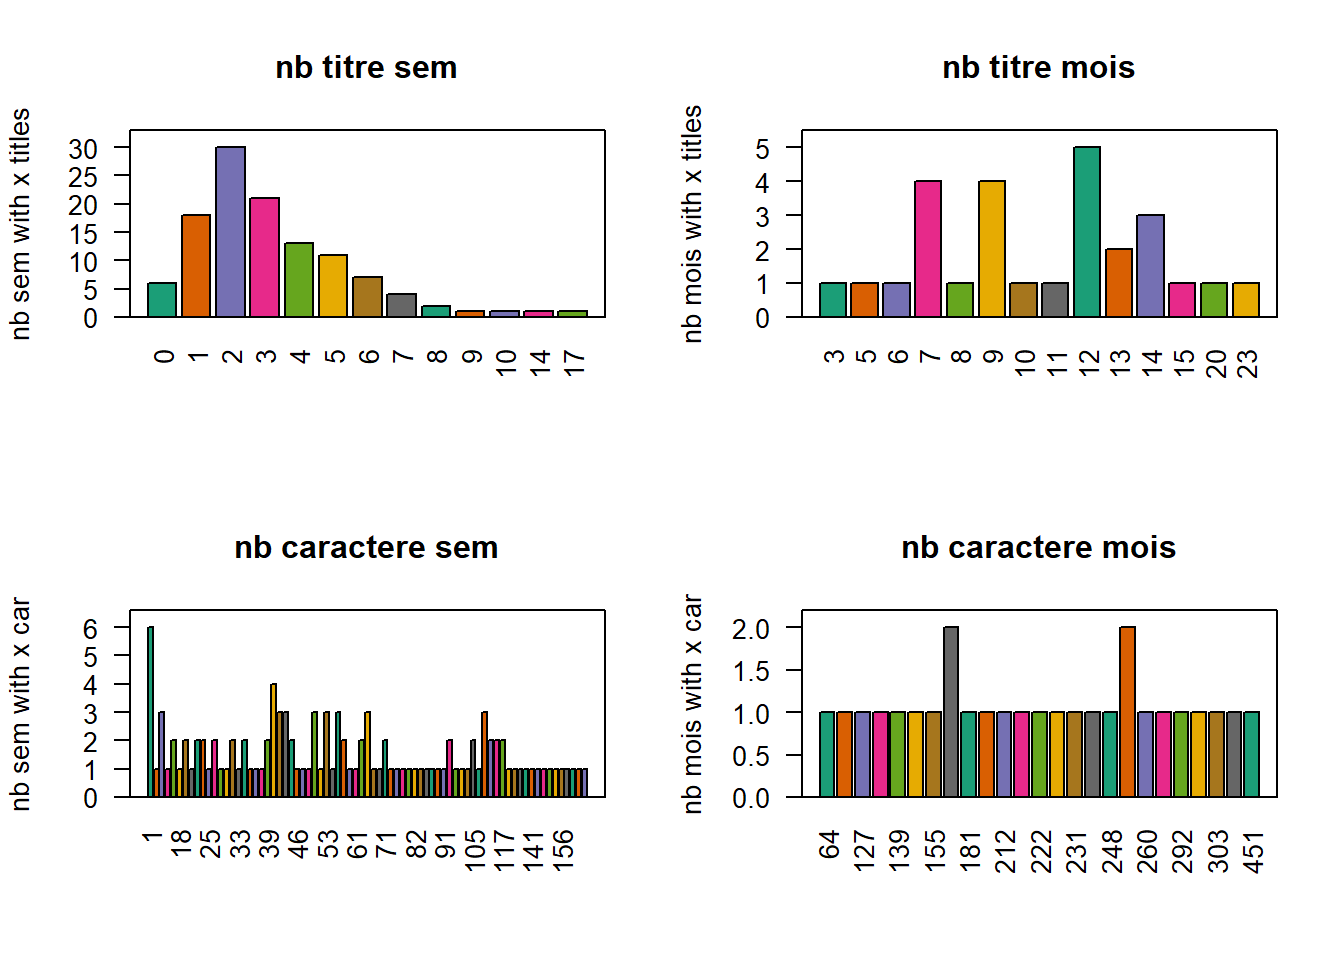 nb titre sem
nb sem with x titles
30
25
20
15
10
5
0
0 1 2 3 4 5 6 7 8 9 10 14 17
nb titre mois
nb mois with x titles
5
4
3
2
1
0
3 5 6 7 8 9 10 11 12 13 14 15 20 23
nb caractere sem
nb sem with x car
6
5
4
3
2
1
0
1 18 25 33 39 46 53 61 71 82 91 105 117 141 156
nb caractere mois
nb mois with x car
2.0
1.5
1.0
0.5
0.0
64 127 139 155 181 212 222 231 248 260 292 303 451